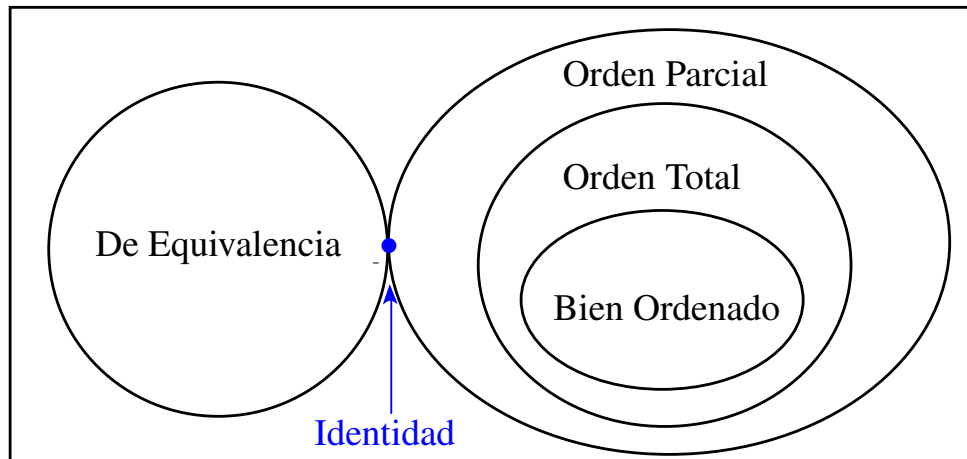 Orden Parcial
Orden Total
De Equivalencia
Bien Ordenado
Identidad